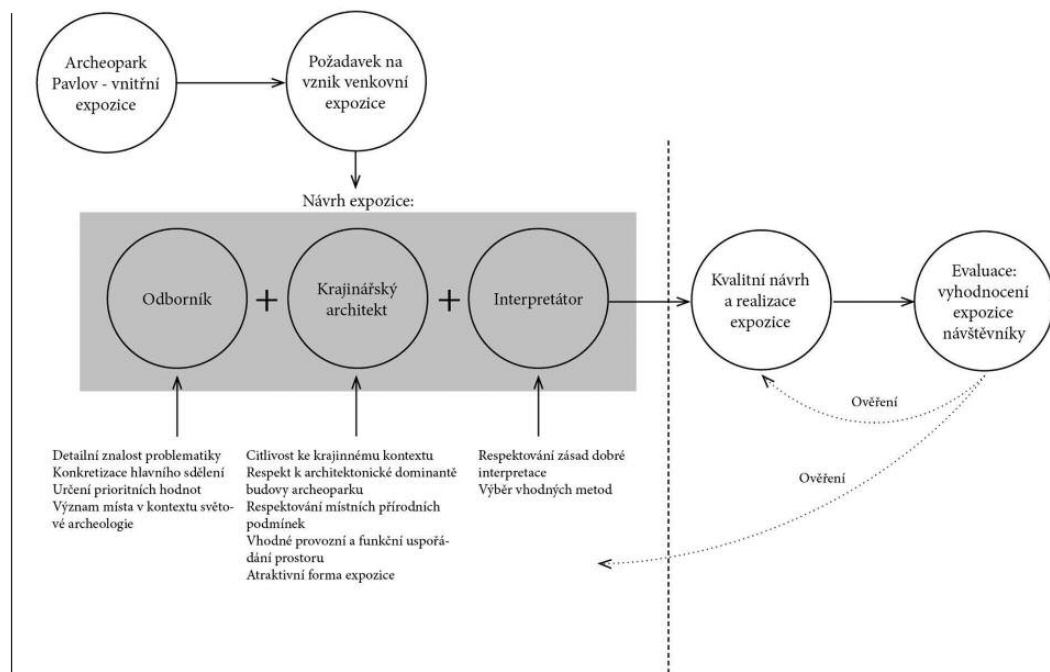 Archeopark
Pavlov - vnitřní
expozice
Požadavek na
vznik venkovní
expozice
Návrh expozice:
Odborník
+
Krajinářský
architekt
+
Interpretátor
Kvalitní návrh
a realizace
expozice
Evaluace:
vyhodnocení
expozice
návštěvníky
Ověření
Ověření
Detailní znalost problematiky
Konkretizace hlavního sdělení
Určení prioritních hodnot
Význam místa v kontextu světo-
vé archeologie
Citlivost ke krajinnému kontextu
Respekt k architektonické dominantě
budovy archeoparku
Respektování místních přírodních
podmínek
Vhodné provozní a funkční uspořá-
dání prostoru
Atraktivní forma expozice
Respektování zásad dobré
interpretace
Výběr vhodných metod